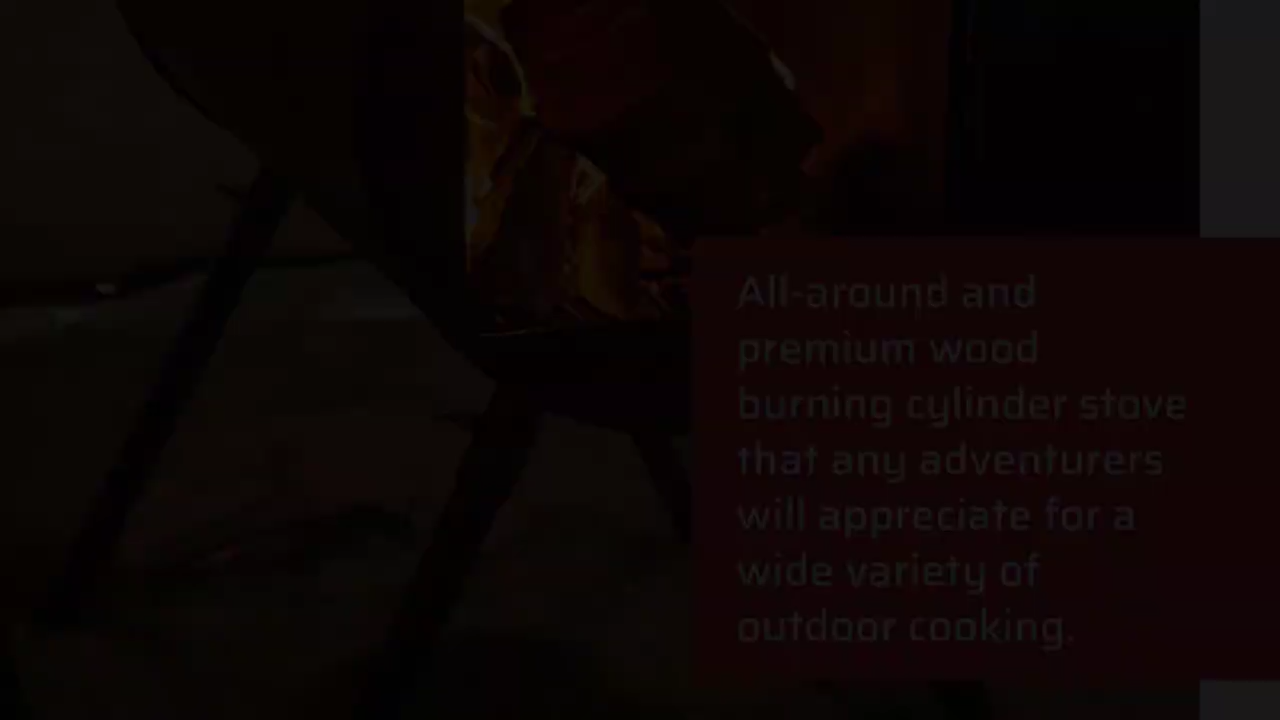 All-around and
premium wood
burning cylinder stove
that any adventurers
will appreciate for a
wide variety of
outdoor cooking.